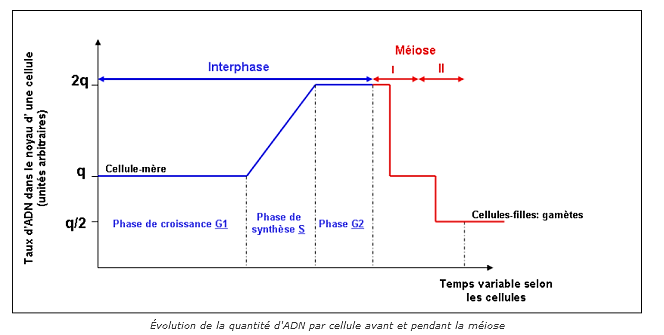 Méiose
Interphase
I
II
2q
q
q/2
Taux d'ADN dans le noyau d' une cellule
(unités arbitraires)
Cellule-mère
Cellules-filles: gamètes
Phase de croissance G1
Phase de
synthèse S
Phase G2
Temps variable selon
les cellules
Évolution de la quantité d'ADN par cellule avant et pendant la méiose